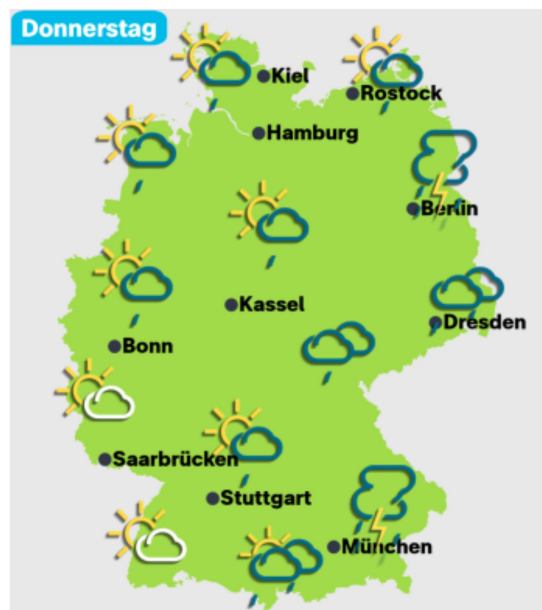 Donnerstag
Kiel
Rostock
Hamburg
Berlin
Kassel
Dresden
Bonn
Saarbrücken
Stuttgart
München